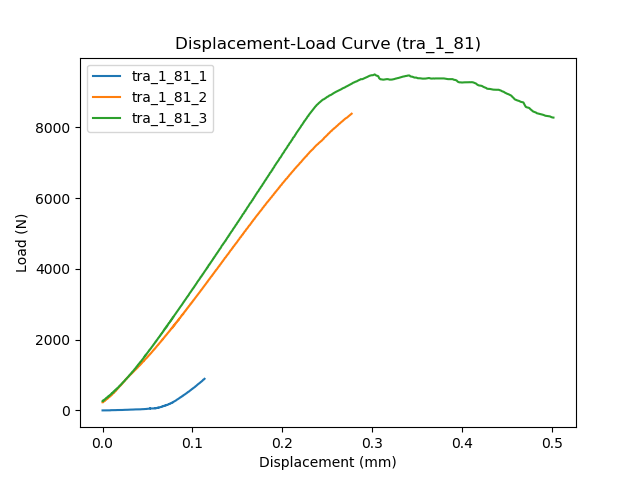 Displacement-Load Curve (tra_1_81)
tra_1_81_1
tra_1_81_2
tra_1_81_3
Load (N)
8000
6000
4000
2000
0
0.0 0.1 0.2 0.3 0.4 0.5
Displacement (mm)